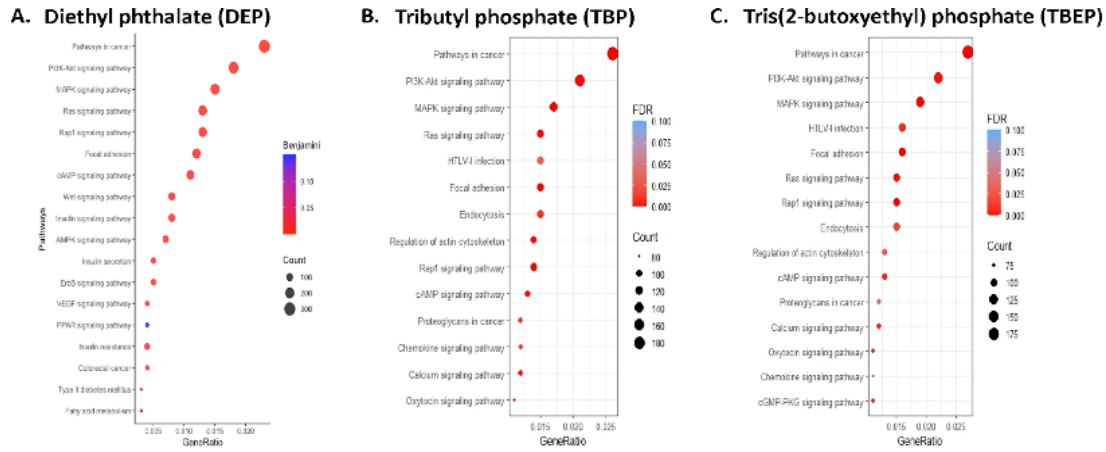 A. Diethyl phthalate (DEP)
Pathways in cancer
PI3K-Akt signaling pathway
MAPK signaling pathway
Ras signaling pathway
Rap1 signaling pathway
Focal adhesion
cAMP signaling pathway
Wnt signaling pathway
Insulin signaling pathway
AMPK signaling pathway
Insulin secretion
ErbB signaling pathway
VEGF signaling pathway
PPAR signaling pathway
Insulin resistance
Colorectal cancer
Type II diabetes mellitus
Fatty acid metabolism
Pathways
0.005 0.010 0.015 0.020
GeneRatio
Benjamini
0.10
0.05
Count
100
200
300
B. Tributyl phosphate (TBP)
Pathways in cancer
PI3K-Akt signaling pathway
MAPK signaling pathway
Ras signaling pathway
HTLV-I infection
Focal adhesion
Endocytosis
Regulation of actin cytoskeleton
Rap1 signaling pathway
cAMP signaling pathway
Proteoglycans in cancer
Chemokine signaling pathway
Calcium signaling pathway
Oxytocin signaling pathway
0.015 0.020 0.025
GeneRatio
FDR
0.100
0.075
0.050
0.025
0.000
Count
80
100
120
140
160
180
C. Tris(2-butoxyethyl) phosphate (TBEP)
Pathways in cancer
PI3K-Akt signaling pathway
MAPK signaling pathway
HTLV-I infection
Focal adhesion
Ras signaling pathway
Rap1 signaling pathway
Endocytosis
Regulation of actin cytoskeleton
cAMP signaling pathway
Proteoglycans in cancer
Calcium signaling pathway
Oxytocin signaling pathway
Chemokine signaling pathway
cGMP-PKG signaling pathway
0.015 0.020 0.025
GeneRatio
FDR
0.100
0.075
0.050
0.025
0.000
Count
75
100
125
150
175